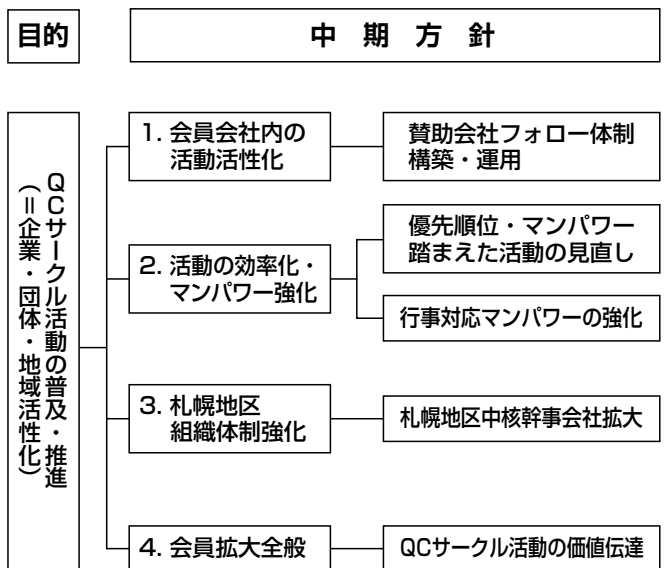 目的
中期方針
QCサークル活動の普及・推進
（＝企業・団体・地域活性化）
1. 会員会社内の
活動活性化
賛助会社フォロー体制
構築・運用
2. 活動の効率化・
マンパワー強化
優先順位・マンパワー
踏まえた活動の見直し
行事対応マンパワーの強化
3. 札幌地区
組織体制強化
札幌地区中核幹事会社拡大
4. 会員拡大全般
QCサークル活動の価値伝達